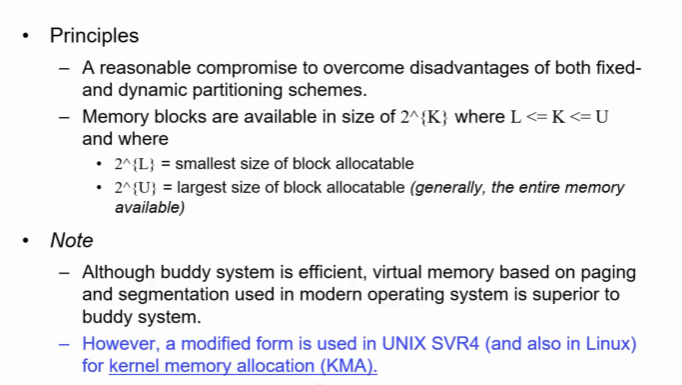 • Principles
– A reasonable compromise to overcome disadvantages of both fixed-
and dynamic partitioning schemes.
– Memory blocks are available in size of 2^{K} where L <= K <= U
and where
• 2^{L} = smallest size of block allocatable
• 2^{U} = largest size of block allocatable (generally, the entire memory
available)
• Note
– Although buddy system is efficient, virtual memory based on paging
and segmentation used in modern operating system is superior to
buddy system.
– However, a modified form is used in UNIX SVR4 (and also in Linux)
for kernel memory allocation (KMA).